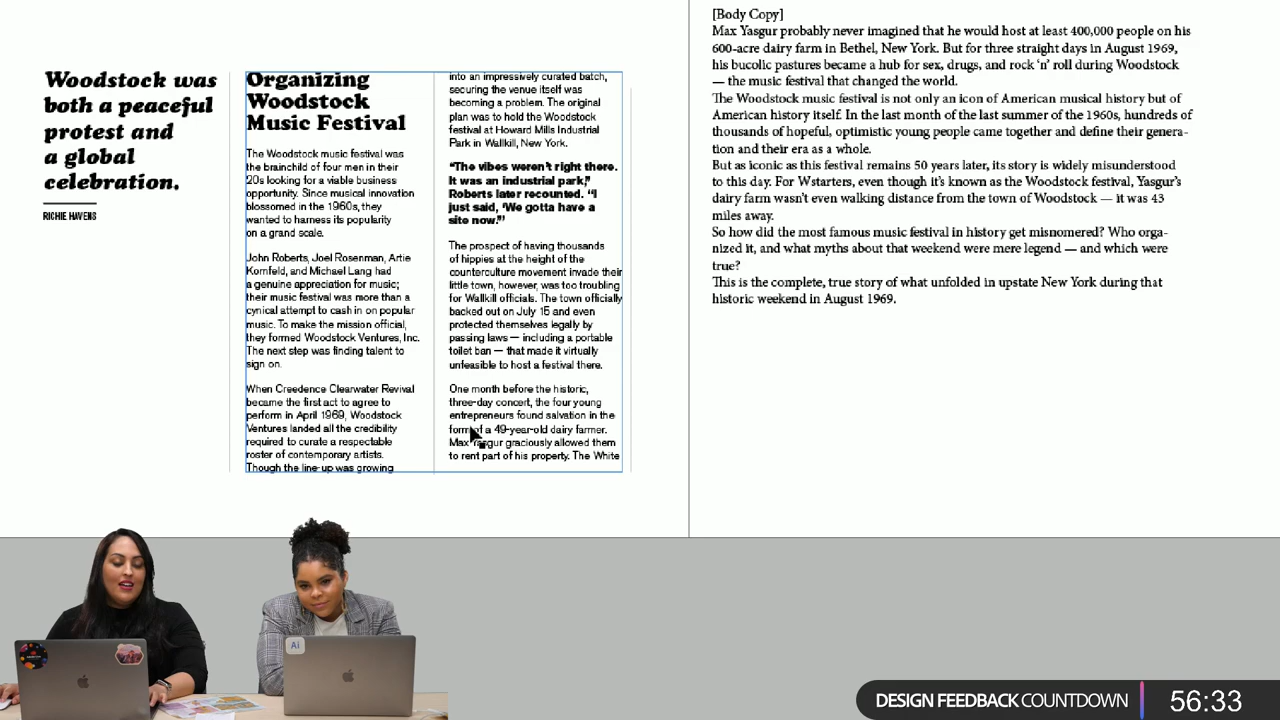 Woodstock was
both a peaceful
protest and
a global
celebration.
RICHIE HAVENS
Organizing
Woodstock
Music Festival
The Woodstock music festival was
the brainchild of four men in their
20s looking for a viable business
opportunity. Since musical innovation
blossomed in the 1960s, they
wanted to harness its popularity
on a grand scale.
John Roberts, Joel Rosenman, Artie
Kornfeld, and Michael Lang had
a genuine appreciation for music;
their music festival was more than a
cynical attempt to cash in on popular
music. To make the mission official,
they formed Woodstock Ventures, Inc.
The next step was finding talent to
sign on.
When Creedence Clearwater Revival
became the first act to agree to
perform in April 1969, Woodstock
Ventures landed all the credibility
required to curate a respectable
roster of contemporary artists.
Though the line-up was growing
into an impressively curated batch,
securing the venue itself was
becoming a problem. The original
plan was to hold the Woodstock
festival at Howard Mills Industrial
Park in Wallkill, New York.
“The vibes weren’t right there.
It was an industrial park,”
Roberts later recounted. “I
just said, ‘We gotta have a
site now.’”
The prospect of having thousands
of hippies at the height of the
counterculture movement invade their
little town, however, was too troubling
for Wallkill officials. The town officially
backed out on July 15 and even
protected themselves legally by
passing laws — including a portable
toilet ban — that made it virtually
unfeasible to host a festival there.
One month before the historic,
three-day concert, the four young
entrepreneurs found salvation in the
form of a 49-year-old dairy farmer.
Max Yasgur graciously allowed them
to rent part of his property. The White
[Body Copy]
Max Yasgur probably never imagined that he would host at least 400,000 people on his
600-acre dairy farm in Bethel, New York. But for three straight days in August 1969,
his bucolic pastures became a hub for sex, drugs, and rock ‘n’ roll during Woodstock
— the music festival that changed the world.
The Woodstock music festival is not only an icon of American musical history but of
American history itself. In the last month of the last summer of the 1960s, hundreds of
thousands of hopeful, optimistic young people came together and define their genera-
tion and their era as a whole.
But as iconic as this festival remains 50 years later, its story is widely misunderstood
to this day. For Wstarters, even though it’s known as the Woodstock festival, Yasgur’s
dairy farm wasn’t even walking distance from the town of Woodstock — it was 43
miles away.
So how did the most famous music festival in history get misnomered? Who orga-
nized it, and what myths about that weekend were mere legend — and which were
true?
This is the complete, true story of what unfolded in upstate New York during that
historic weekend in August 1969.
Ai
DESIGN FEEDBACK COUNTDOWN 56:33